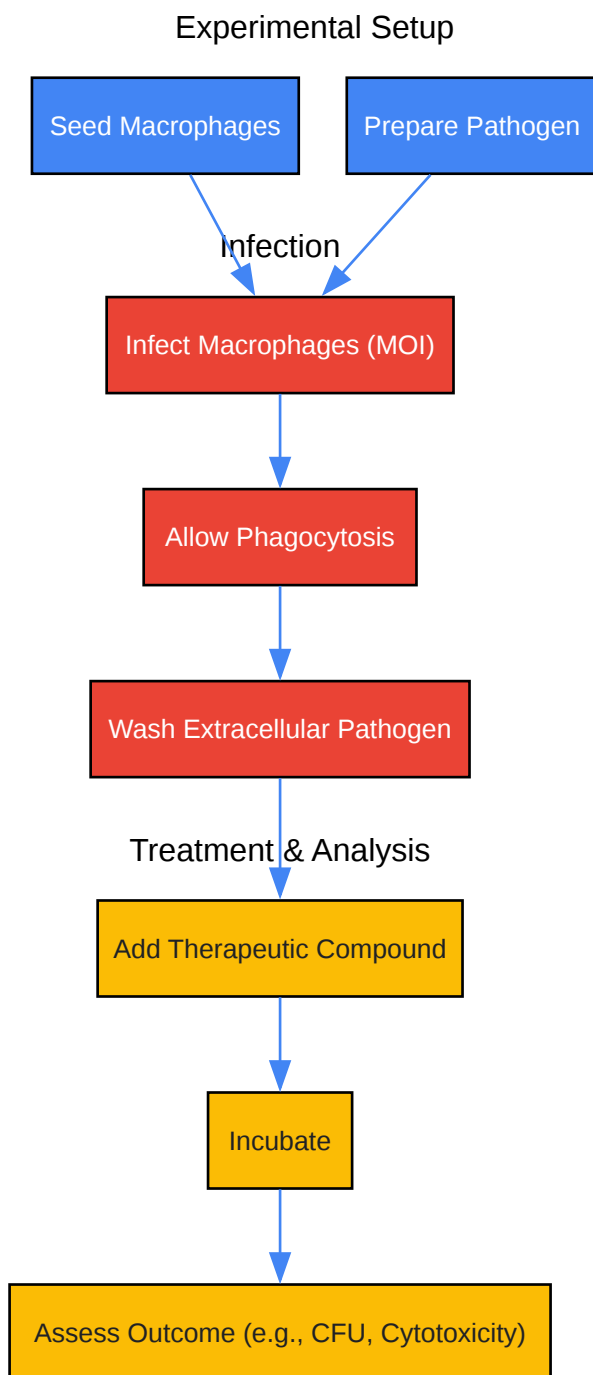 Experimental Setup
Seed Macrophages
Prepare Pathogen
Infection
Infect Macrophages (MOI)
Allow Phagocytosis
Wash Extracellular Pathogen
Treatment & Analysis
Add Therapeutic Compound
Incubate
Assess Outcome (e.g., CFU, Cytotoxicity)